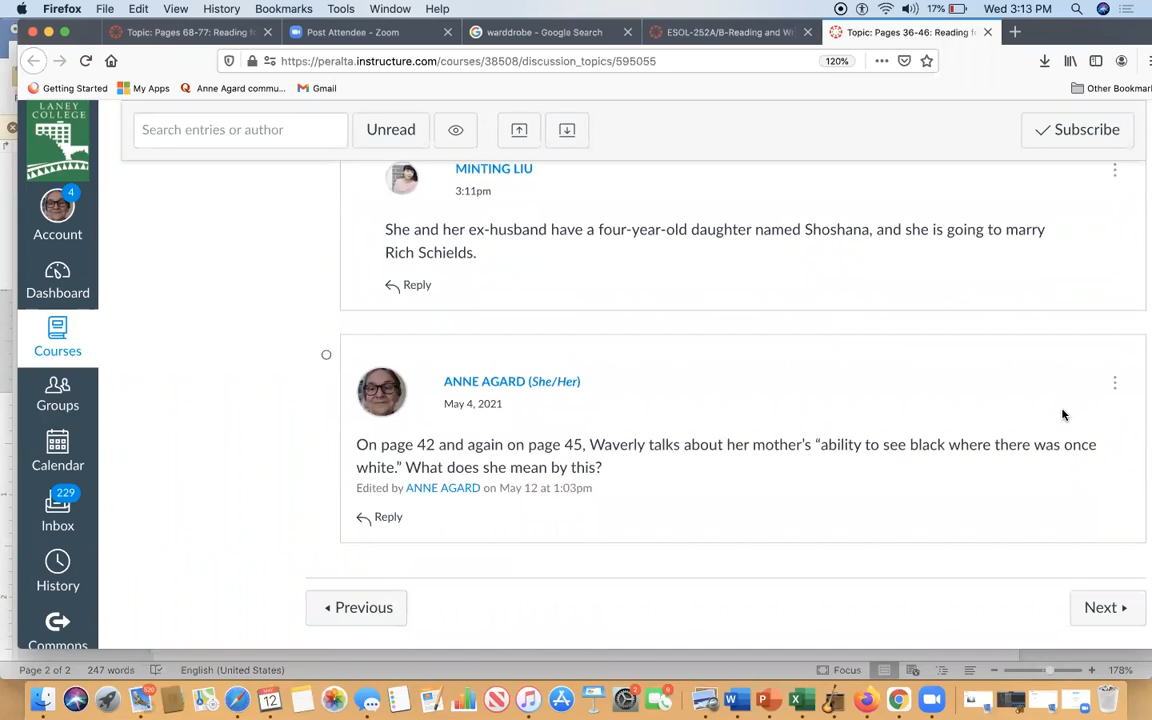 Firefox File Edit View History Bookmarks Tools Window Help 17% Wed 3:13 PM
Topic: Pages 68-77: Reading f Post Attendee - Zoom warddrobe - Google Search ESOL-252A/B-Reading and Wr Topic: Pages 36-46: Reading f
https://peralta.instructure.com/courses/38508/discussion_topics/595055 120%
Getting Started My Apps Anne Agard commu... Gmail Other Bookmar
LANEY
COLLEGE
Search entries or author Unread Subscribe
MINTING LIU
3:11pm
She and her ex-husband have a four-year-old daughter named Shoshana, and she is going to marry
Rich Schields.
Reply
4
Account
Dashboard
Courses
Groups
Calendar
229
Inbox
History
Commons
ANNE AGARD (She/Her)
May 4, 2021
On page 42 and again on page 45, Waverly talks about her mother’s “ability to see black where there was once
white.” What does she mean by this?
Edited by ANNE AGARD on May 12 at 1:03pm
Reply
Previous Next
Page 2 of 2 247 words English (United States) Focus 178%